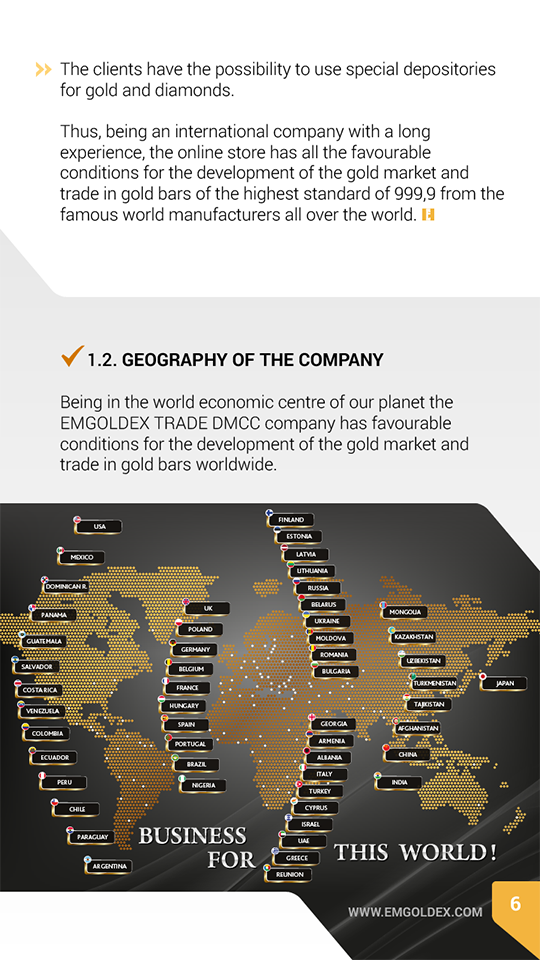 The clients have the possibility to use special depositories
for gold and diamonds.
Thus, being an international company with a long
experience, the online store has all the favourable
conditions for the development of the gold market and
trade in gold bars of the highest standard of 999,9 from the
famous world manufacturers all over the world.
1.2. GEOGRAPHY OF THE COMPANY
Being in the world economic centre of our planet the
EMGOLDEX TRADE DMCC company has favourable
conditions for the development of the gold market and
trade in gold bars worldwide.
USA
MEXICO
DOMINICAN R.
PANAMA
GUATEMALA
SALVADOR
COSTA RICA
VENEZUELA
COLOMBIA
ECUADOR
PERU
CHILE
PARAGUAY
ARGENTINA
UK
POLAND
GERMANY
BELGIUM
FRANCE
HUNGARY
SPAIN
PORTUGAL
BRAZIL
NIGERIA
FINLAND
ESTONIA
LATVIA
LITHUANIA
RUSSIA
BELARUS
UKRAINE
MOLDOVA
ROMANIA
BULGARIA
GEORGIA
ARMENIA
ALBANIA
ITALY
TURKEY
CYPRUS
ISRAEL
UAE
GREECE
REUNION
MONGOLIA
KAZAKHSTAN
UZBEKISTAN
TURKMENISTAN
TAJIKISTAN
AFGHANISTAN
CHINA
INDIA
JAPAN
BUSINESS
FOR
THIS WORLD!
WWW.EMGOLDEX.COM
6